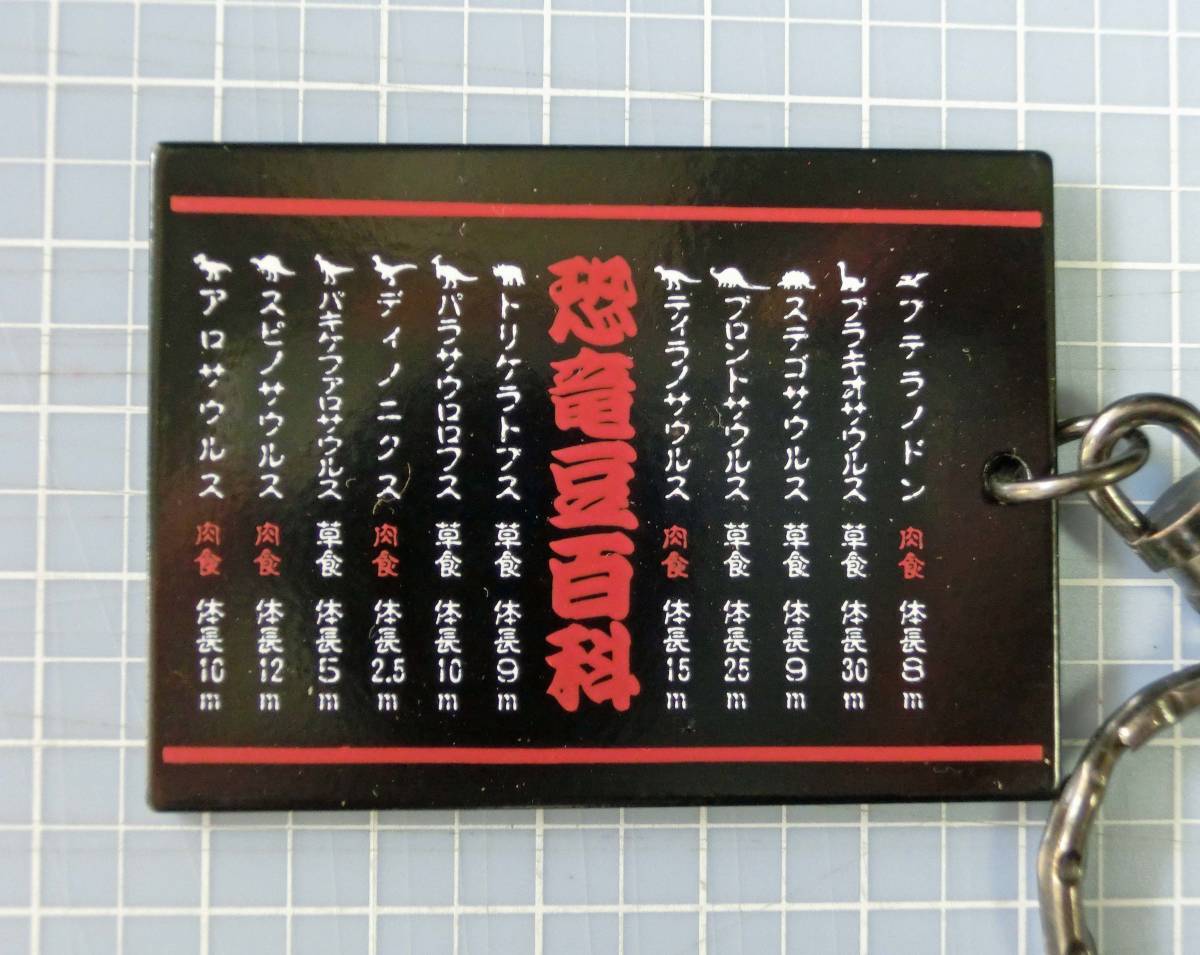 プテラノドン 肉食 体長8m
ブラキオサウルス 草食 体長30m
ステゴサウルス 草食 体長9m
ブロントサウルス 草食 体長25m
ティラノサウルス 肉食 体長15m
恐竜豆百科
トリケラトプス 草食 体長9m
パラサウロロフス 草食 体長10m
ディノニクス 肉食 体長2.5m
パキケファロサウルス 草食 体長5m
スピノサウルス 肉食 体長12m
アロサウルス 肉食 体長10m